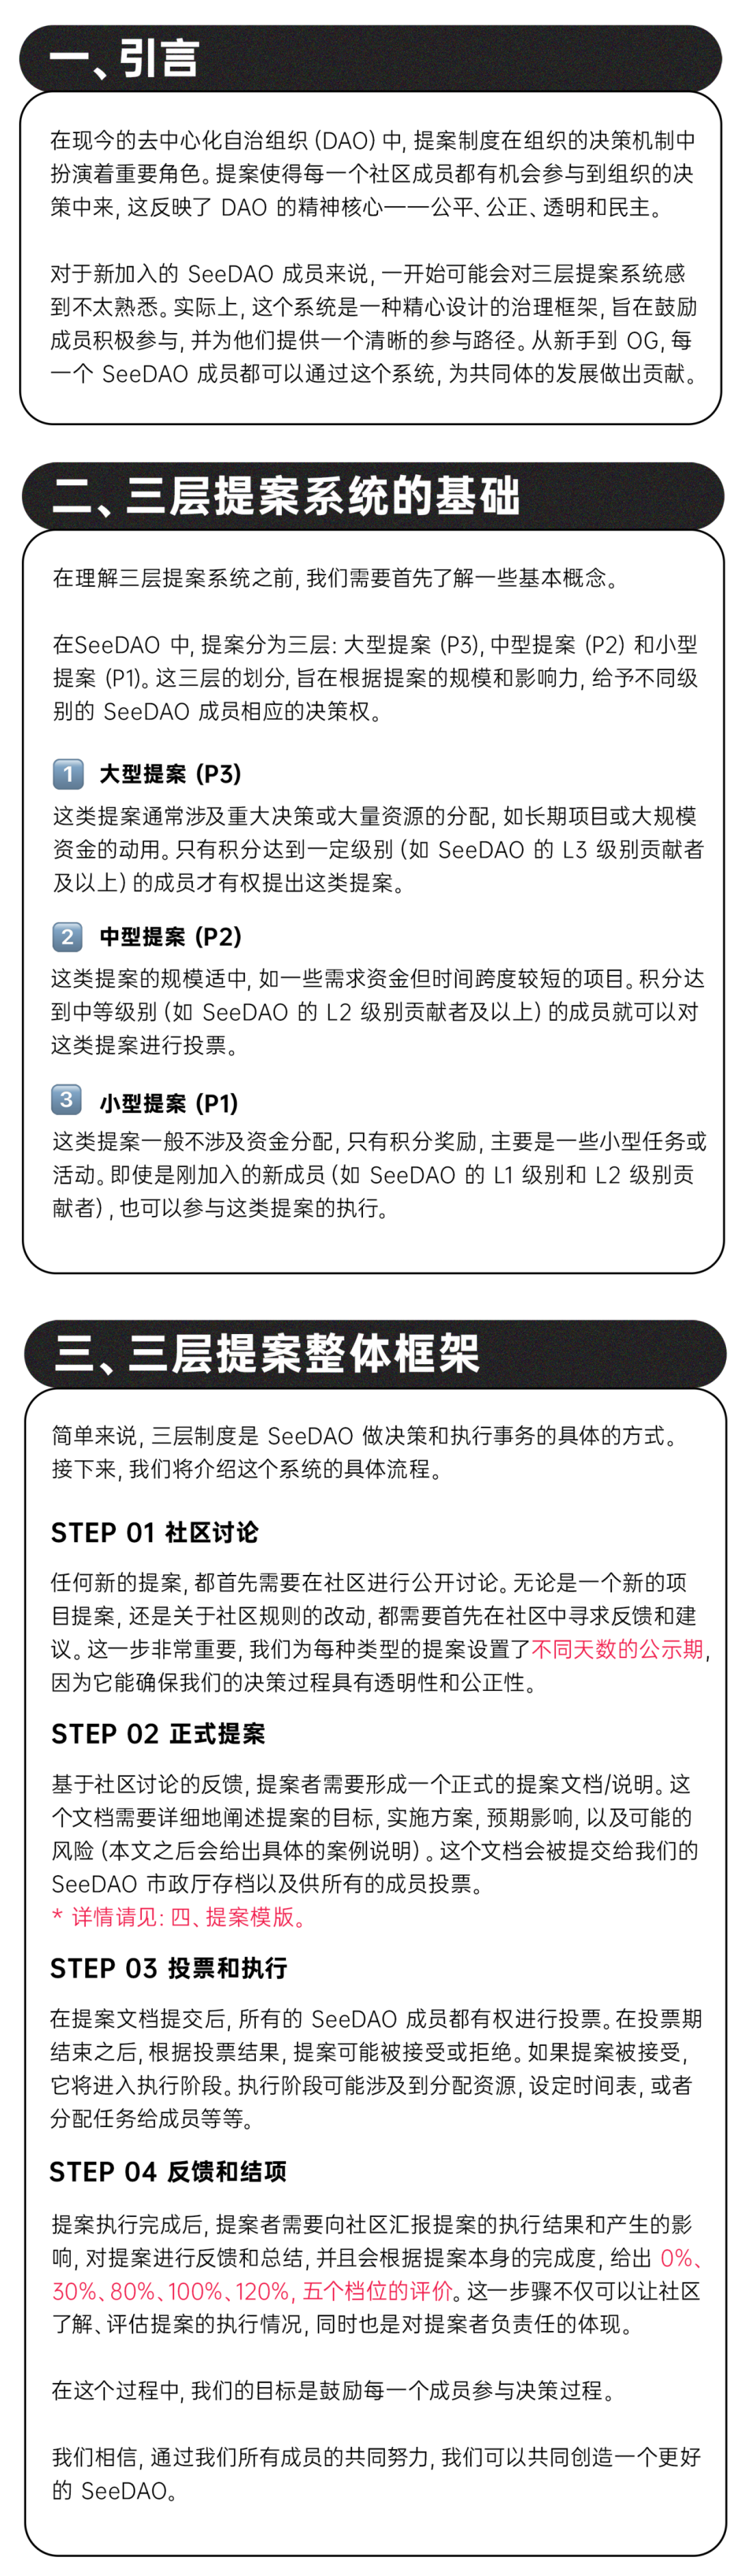 一、引言
在现今的去中心化自治组织 (DAO) 中, 提案制度在组织的决策机制中
扮演着重要角色。提案使得每一个社区成员都有机会参与到组织的决
策中来, 这反映了 DAO 的精神核心——公平、公正、透明和民主。
对于新加入的 SeeDAO 成员来说, 一开始可能会对三层提案系统感
到不太熟悉。实际上, 这个系统是一种精心设计的治理框架, 旨在鼓励
成员积极参与, 并为他们提供一个清晰的参与路径。从新手到 OG, 每
一个 SeeDAO 成员都可以通过这个系统, 为共同体的发展做出贡献。
二、三层提案系统的基础
在理解三层提案系统之前, 我们需要首先了解一些基本概念。
在SeeDAO 中, 提案分为三层: 大型提案 (P3), 中型提案 (P2) 和小型
提案 (P1)。这三层的划分, 旨在根据提案的规模和影响力, 给予不同级
别的 SeeDAO 成员相应的决策权。
1 大型提案 (P3)
这类提案通常涉及重大决策或大量资源的分配, 如长期项目或大规模
资金的动用。只有积分达到一定级别 (如 SeeDAO 的 L3 级别贡献者
及以上) 的成员才有权提出这类提案。
2 中型提案 (P2)
这类提案的规模适中, 如一些需求资金但时间跨度较短的项目。积分达
到中等级别 (如 SeeDAO 的 L2 级别贡献者及以上) 的成员就可以对
这类提案进行投票。
3 小型提案 (P1)
这类提案一般不涉及资金分配, 只有积分奖励, 主要是一些小型任务或
活动。即使是刚加入的新成员 (如 SeeDAO 的 L1 级别和 L2 级别贡
献者) , 也可以参与这类提案的执行。
三、三层提案整体框架
简单来说, 三层制度是 SeeDAO 做决策和执行事务的具体的方式。
接下来, 我们将介绍这个系统的具体流程。
STEP 01 社区讨论
任何新的提案, 都首先需要在社区进行公开讨论。无论是一个新的项
目提案, 还是关于社区规则的改动, 都需要首先在社区中寻求反馈和建
议。这一步非常重要, 我们为每种类型的提案设置了不同天数的公示期,
因为它能确保我们的决策过程具有透明性和公正性。
STEP 02 正式提案
基于社区讨论的反馈, 提案者需要形成一个正式的提案文档/说明。这
个文档需要详细地阐述提案的目标, 实施方案, 预期影响, 以及可能的
风险 (本文之后会给出具体的案例说明) 。这个文档会被提交给我们的
SeeDAO 市政厅存档以及供所有的成员投票。
* 详情请见: 四、提案模版。
STEP 03 投票和执行
在提案文档提交后, 所有的 SeeDAO 成员都有权进行投票。在投票期
结束之后, 根据投票结果, 提案可能被接受或拒绝。如果提案被接受,
它将进入执行阶段。执行阶段可能涉及到分配资源, 设定时间表, 或者
分配任务给成员等等。
STEP 04 反馈和结项
提案执行完成后, 提案者需要向社区汇报提案的执行结果和产生的影
响, 对提案进行反馈和总结, 并且会根据提案本身的完成度, 给出 0%、
30%、80%、100%、120%, 五个档位的评价。这一步骤不仅可以让社区
了解、评估提案的执行情况, 同时也是对提案者负责任的体现。
在这个过程中, 我们的目标是鼓励每一个成员参与决策过程。
我们相信, 通过我们所有成员的共同努力, 我们可以共同创造一个更好
的 SeeDAO。